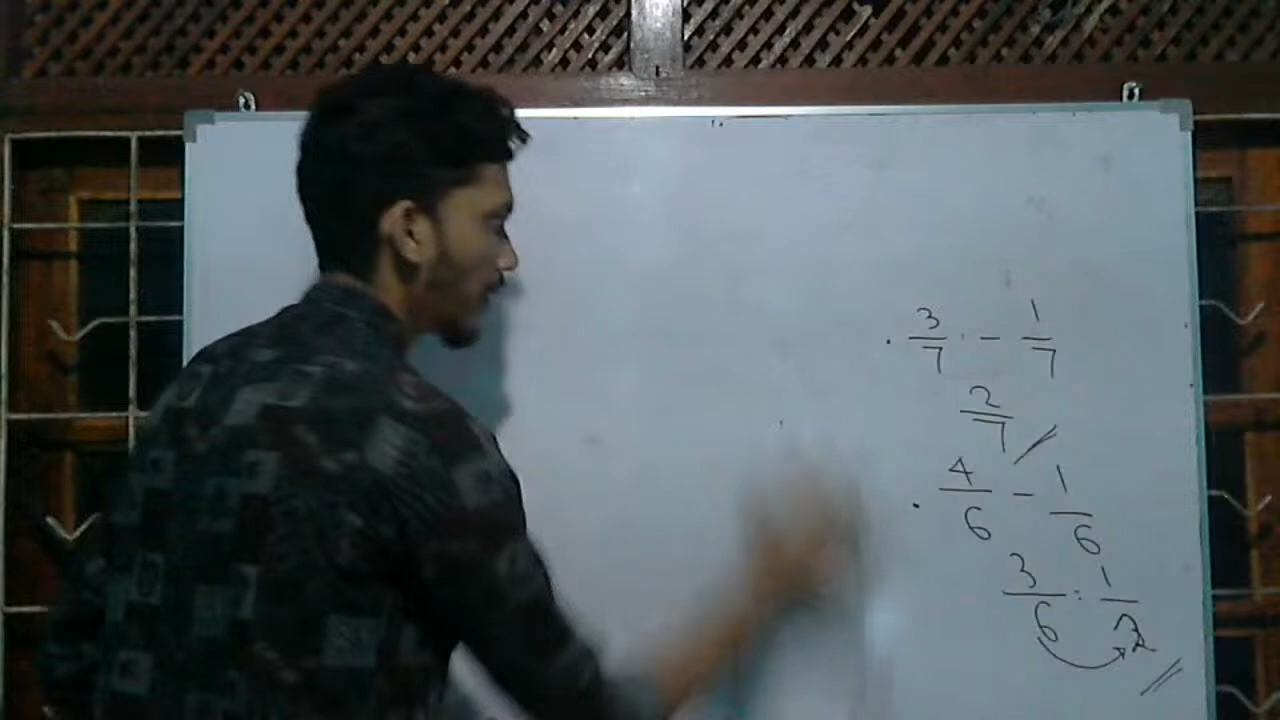 · 3/7 - 1/7
2/7 //
· 4/6 - 1/6
3/6 : 1/2 //